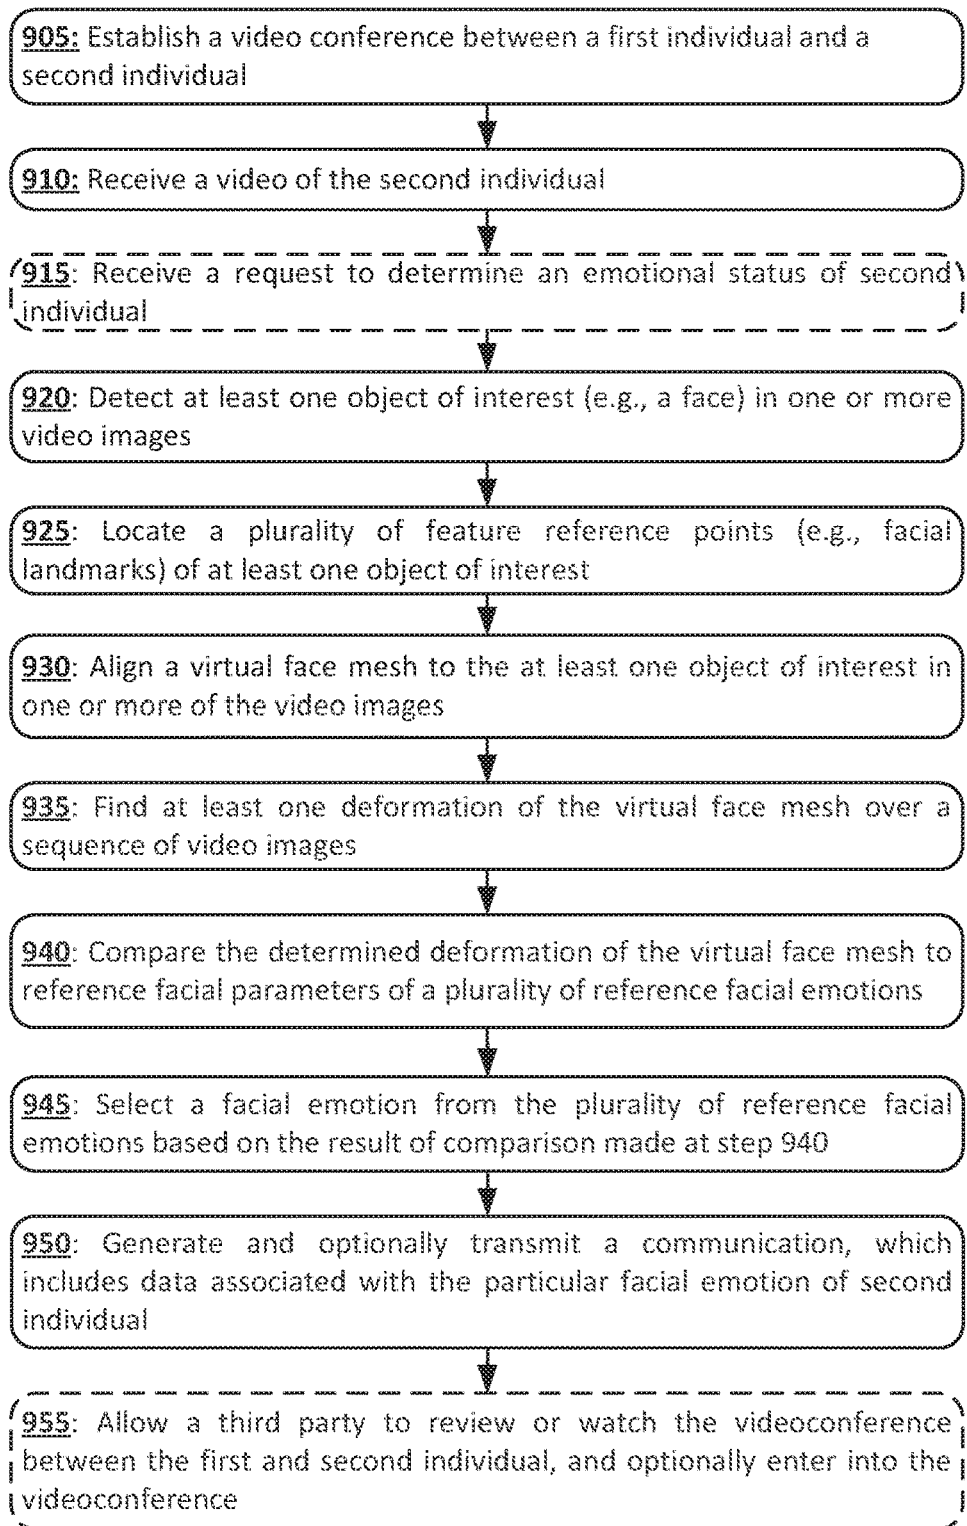 905: Establish a video conference between a first individual and a
second individual
910: Receive a video of the second individual
915: Receive a request to determine an emotional status of second
individual
920: Detect at least one object of interest (e.g., a face) in one or more
video images
925: Locate a plurality of feature reference points (e.g., facial
landmarks) of at least one object of interest
930: Align a virtual face mesh to the at least one object of interest in
one or more of the video images
935: Find at least one deformation of the virtual face mesh over a
sequence of video images
940: Compare the determined deformation of the virtual face mesh to
reference facial parameters of a plurality of reference facial emotions
945: Select a facial emotion from the plurality of reference facial
emotions based on the result of comparison made at step 940
950: Generate and optionally transmit a communication, which
includes data associated with the particular facial emotion of second
individual
955: Allow a third party to review or watch the videoconference
between the first and second individual, and optionally enter into the
videoconference